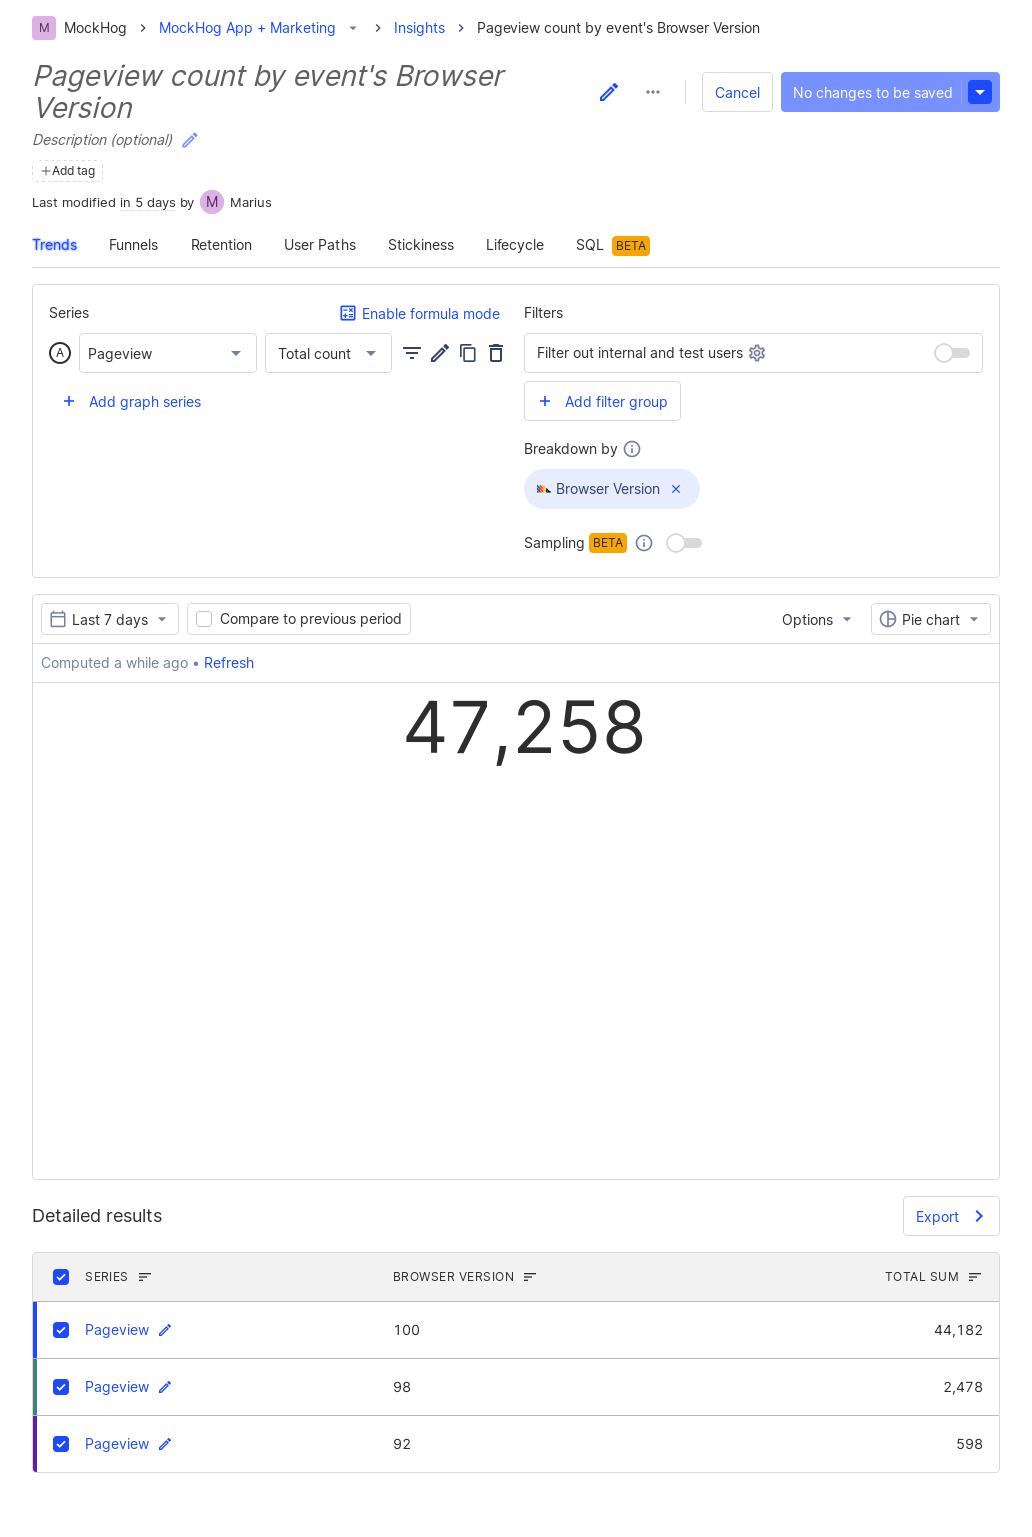 M MockHog > MockHog App + Marketing > Insights > Pageview count by event's Browser Version
Pageview count by event's Browser
Version
Cancel
No changes to be saved
Description (optional)
+Add tag
Last modified in 5 days by M Marius
Trends Funnels Retention User Paths Stickiness Lifecycle SQL BETA
Series
Enable formula mode
A Pageview Total count
+ Add graph series
Filters
Filter out internal and test users
+ Add filter group
Breakdown by
Browser Version ×
Sampling BETA
Last 7 days Compare to previous period Options Pie chart
Computed a while ago • Refresh
47,258
Detailed results
Export >
SERIES BROWSER VERSION TOTAL SUM
Pageview 100 44,182
Pageview 98 2,478
Pageview 92 598